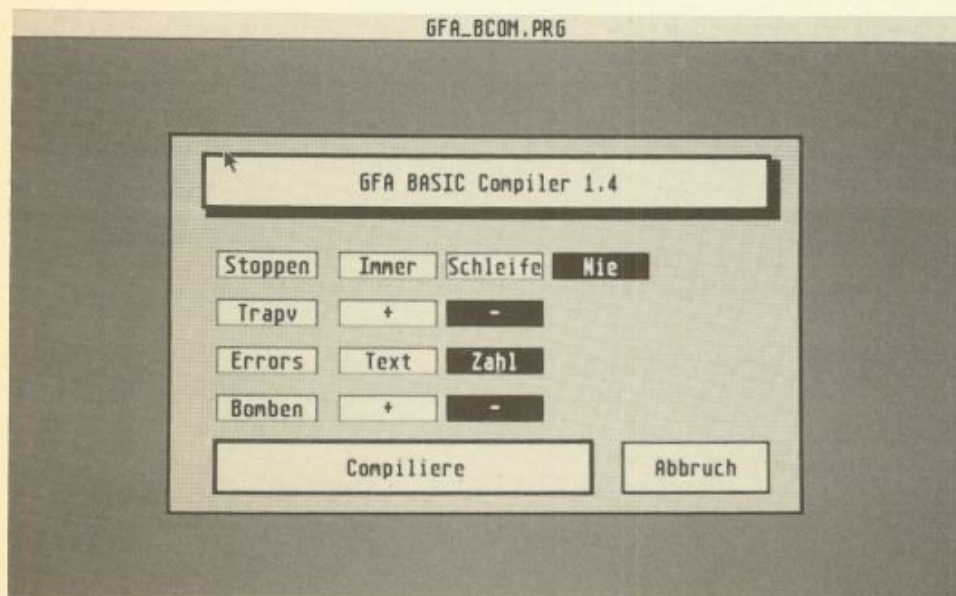 GFA_BCOM.PRG
GFA BASIC Compiler 1.4
Stoppen Immer Schleife Nie
Trapv + -
Errors Text Zahl
Bomben + -
Compiliere Abbruch